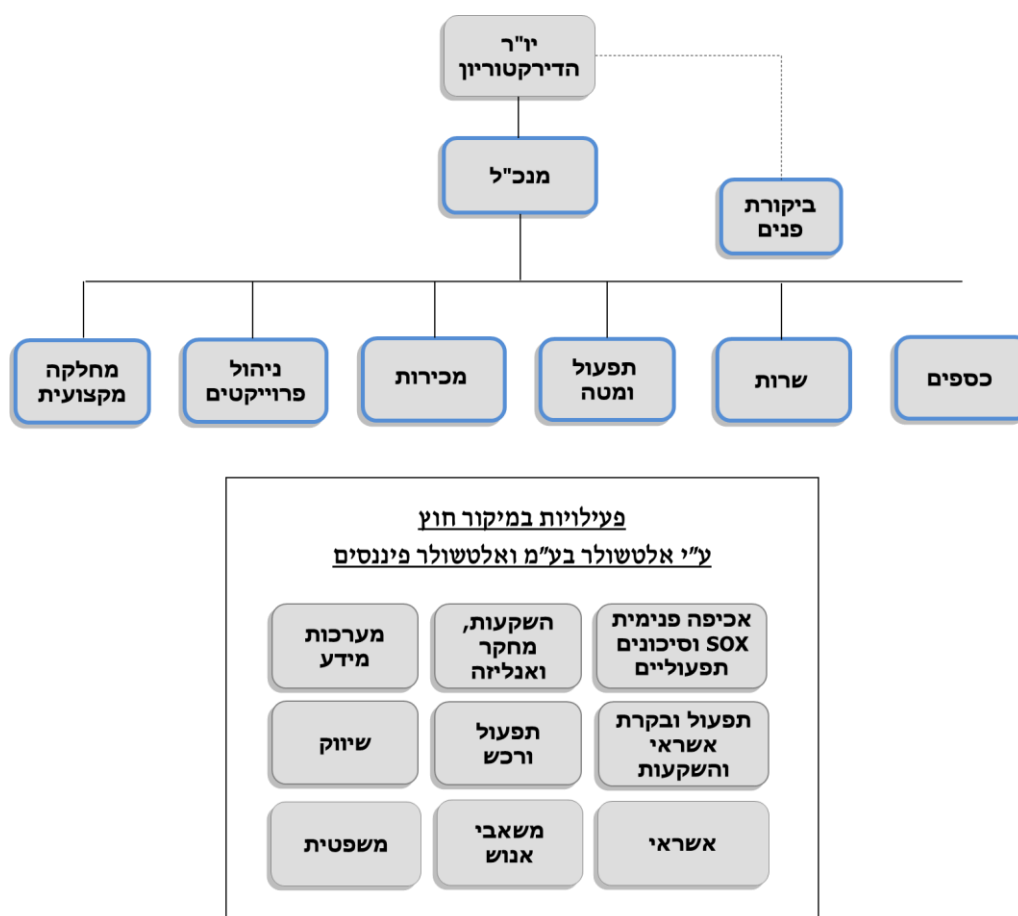 יו"ר
הדירקטוריון
מנכ"ל
ביקורת
פנים
כספים
שרות
תפעול
ומטה
מכירות
ניהול
פרוייקטים
מחלקה
מקצועית
פעילויות במיקור חוץ
ע"י אלטשולר בע"מ ואלטשולר פיננסים
אכיפה פנימית
SOX וסיכונים
תפעוליים
השקעות,
מחקר
ואנליזה
מערכות
מידע
תפעול ובקרת
אשראי
והשקעות
תפעול
ורכש
שיווק
אשראי
משאבי
אנוש
משפטית